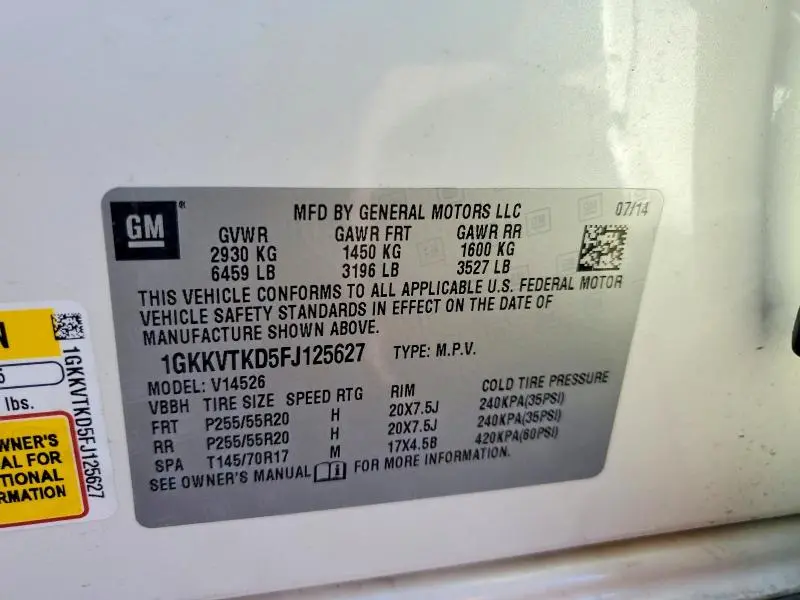 GM
®
MFD BY GENERAL MOTORS LLC
07/14
GVWR GAWR FRT GAWR RR
2930 KG 1450 KG 1600 KG
6459 LB 3196 LB 3527 LB
THIS VEHICLE CONFORMS TO ALL APPLICABLE U.S. FEDERAL MOTOR
VEHICLE SAFETY STANDARDS IN EFFECT ON THE DATE OF
MANUFACTURE SHOWN ABOVE.
1GKKVTKD5FJ125627 TYPE: M.P.V.
MODEL: V14526
VBBH TIRE SIZE SPEED RTG RIM COLD TIRE PRESSURE
FRT P255/55R20 H 20X7.5J 240KPA(35PSI)
RR P255/55R20 H 20X7.5J 240KPA(35PSI)
SPA T145/70R17 M 17X4.5B 420KPA(60PSI)
SEE OWNER'S MANUAL FOR MORE INFORMATION.
N
5
lbs.
1GKKVTKD5FJ125627
WNER'S
AL FOR
TIONAL
RMATION